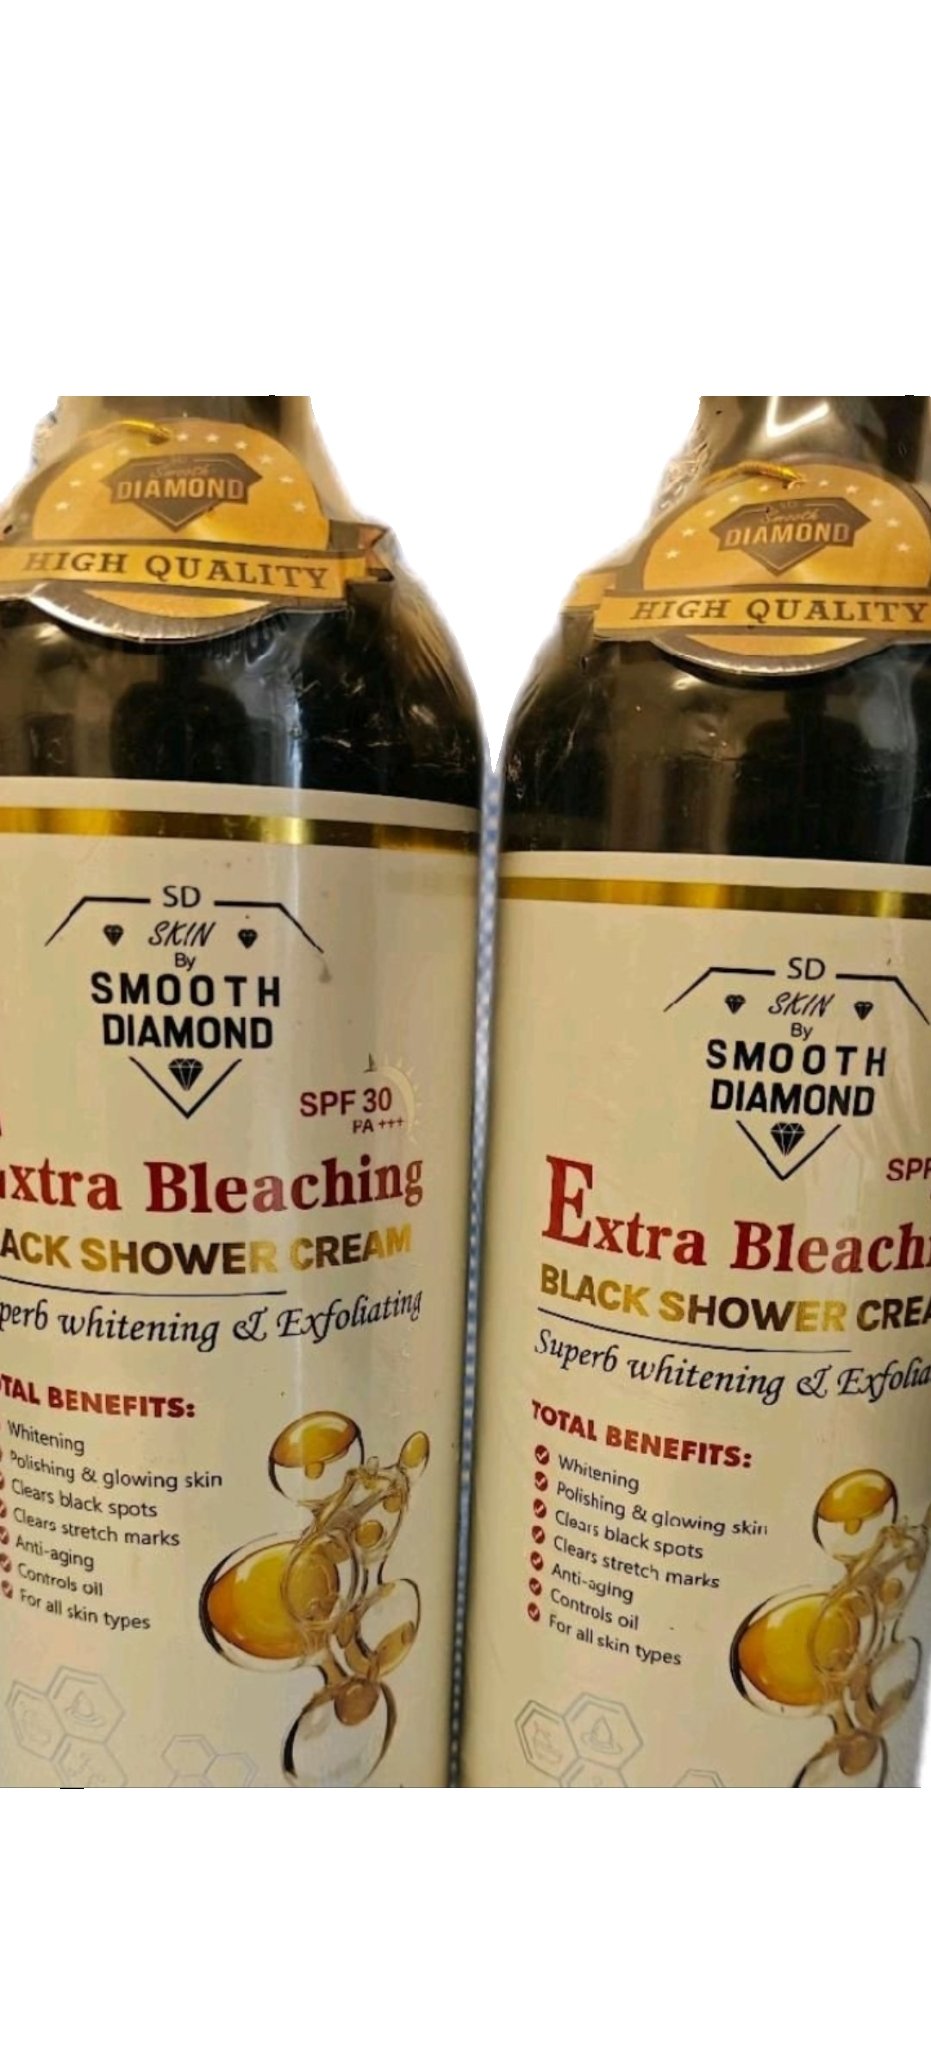 Smooth
DIAMOND
HIGH QUALITY
SD
SKIN
By
SMOOTH
DIAMOND
SPF 30
PA +++
xtra Bleaching
ACK SHOWER CREAM
perb whitening & Exfoliating
TAL BENEFITS:
Whitening
Polishing & glowing skin
Clears black spots
Clears stretch marks
Anti-aging
Controls oil
For all skin types
Smooth
DIAMOND
HIGH QUALITY
SD
SKIN
By
SMOOTH
DIAMOND
SPF
Extra Bleachi
BLACK SHOWER CREA
Superb whitening & Exfolia
TOTAL BENEFITS:
Whitening
Polishing & glowing skin
Clears black spots
Clears stretch marks
Anti-aging
Controls oil
For all skin types